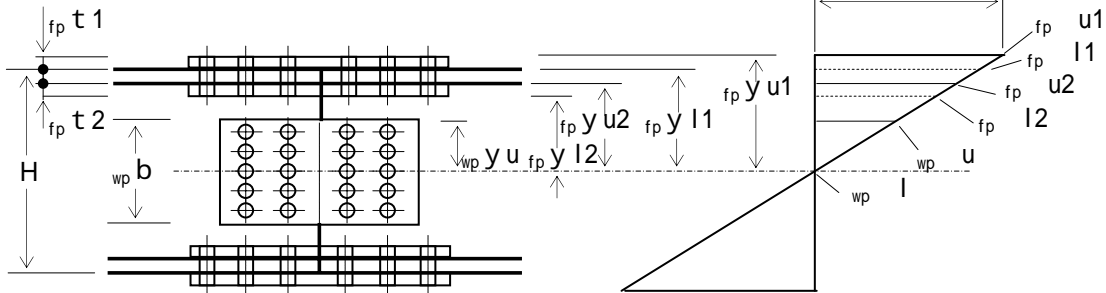 fp t 1
fp t 2
H
wp b
wp y u
fp y l2
fp y u2
fp y l1
fp y u1
fp u1
fp l1
fp u2
fp l2
wp u
wp l